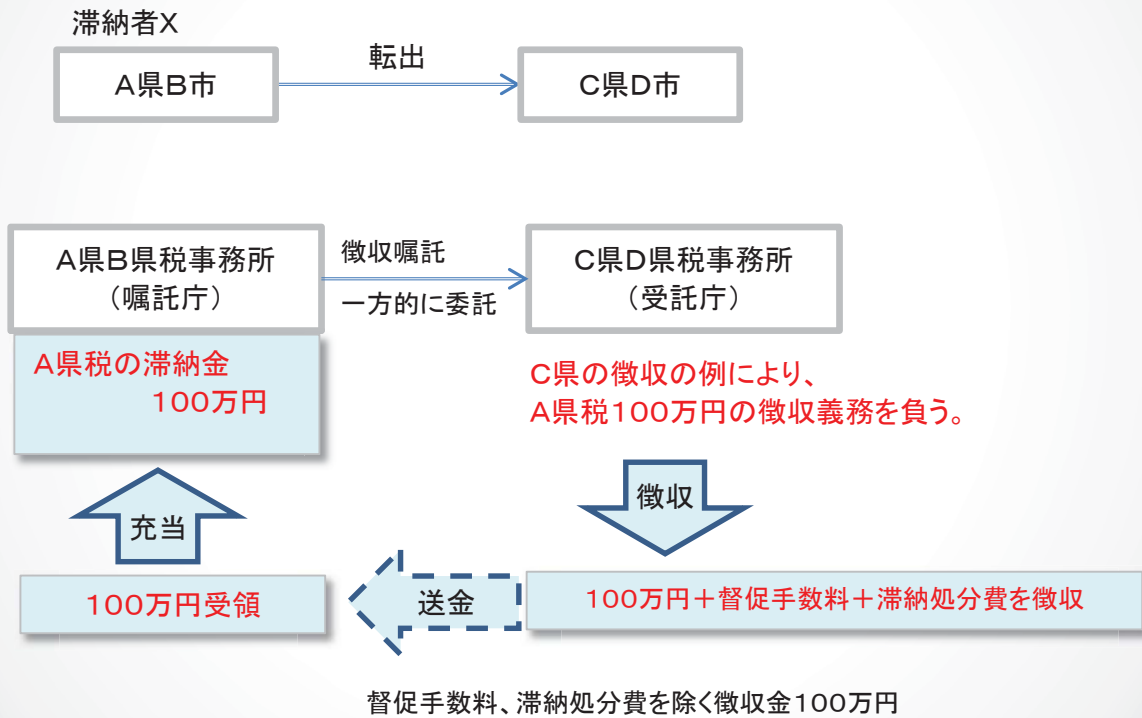 滞納者X
A県B市
転出
C県D市
A県B県税事務所
（嘱託庁）
徴収嘱託
一方的に委託
C県D県税事務所
（受託庁）
A県税の滞納金
100万円
C県の徴収の例により、
A県税100万円の徴収義務を負う。
徴収
充当
100万円受領
送金
100万円＋督促手数料＋滞納処分費を徴収
督促手数料、滞納処分費を除く徴収金100万円